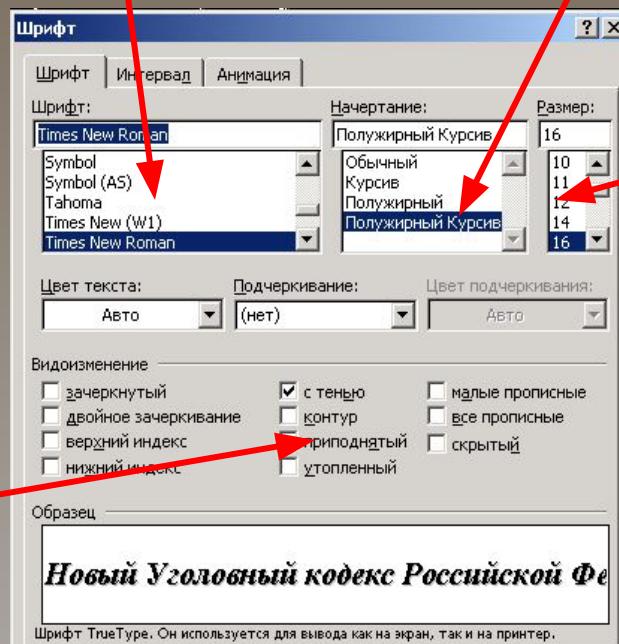 Шрифт
Шрифт Интервал Анимация
Шрифт: Начертание: Размер:
Times New Roman Полужирный Курсив 16
Symbol Обычный 10
Symbol (AS) Курсив 11
Tahoma Полужирный 12
Times New (W1) Полужирный Курсив 14
Times New Roman 16
Цвет текста: Подчеркивание: Цвет подчеркивания:
Авто (нет) Авто
Видоизменение
зачеркнутый с тенью малые прописные
двойное зачеркивание контур все прописные
верхний индекс приподнятый скрытый
нижний индекс утопленный
Образец
Новый Уголовный кодекс Российской Фе
Шрифт TrueType. Он используется для вывода как на экран, так и на принтер.